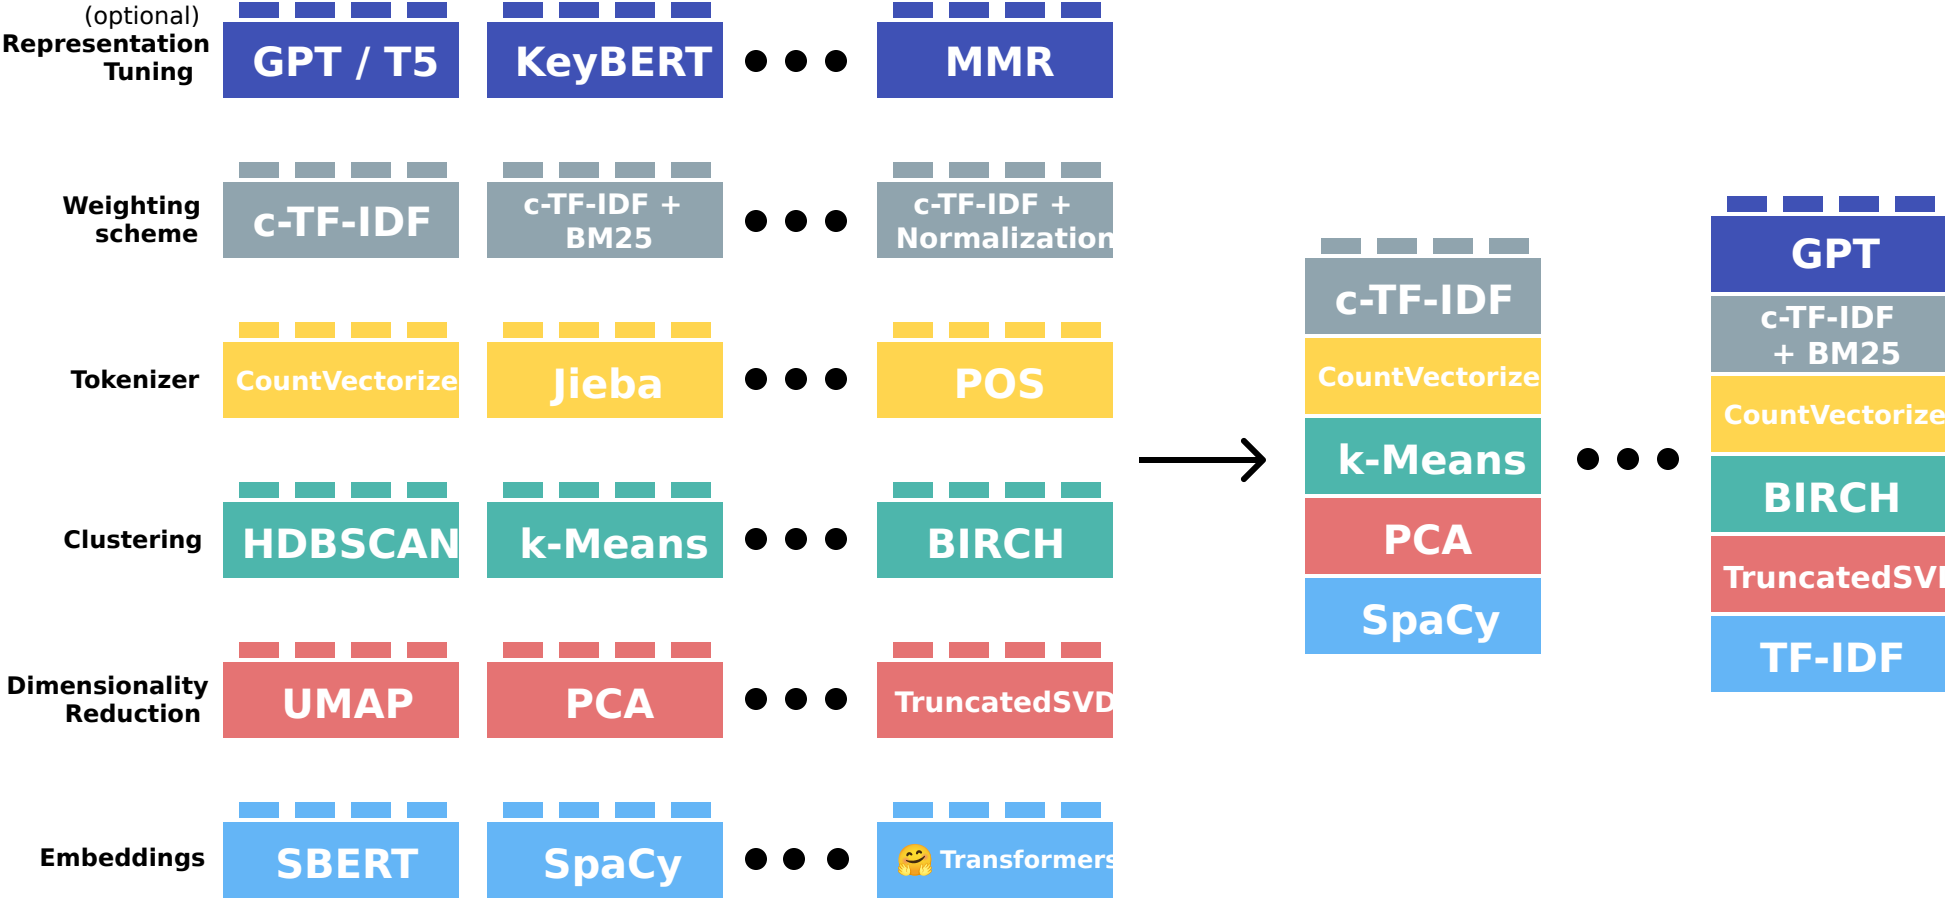 (optional)
Representation
Tuning
GPT / T5
KeyBERT
MMR
Weighting
scheme
c-TF-IDF
c-TF-IDF +
BM25
c-TF-IDF +
Normalization
Tokenizer
CountVectorize
Jieba
POS
Clustering
HDBSCAN
k-Means
BIRCH
Dimensionality
Reduction
UMAP
PCA
TruncatedSVD
Embeddings
SBERT
SpaCy
🤗 Transformers
c-TF-IDF
CountVectorize
k-Means
PCA
SpaCy
GPT
c-TF-IDF
+ BM25
CountVectorize
BIRCH
TruncatedSVD
TF-IDF